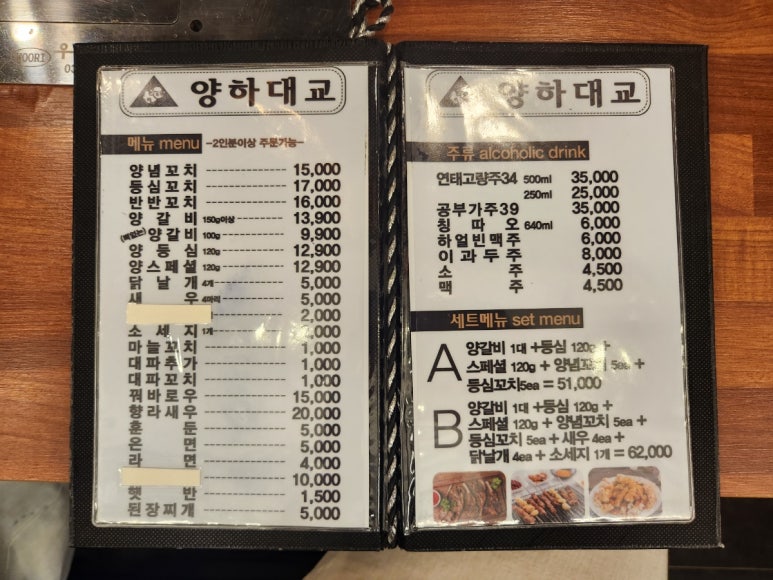 OORI
우
03
양하대교
메뉴 menu -2인분이상 주문가능-
양념꼬치 15,000
등심꼬치 17,000
반반꼬치 16,000
양갈비 150g이상 13,900
(뼈없는) 양갈비 100g 9,900
양등심 120g 12,900
양스페셜 120g 12,900
닭날개 4개 5,000
새우 4마리 5,000
2,000
소세지 1개
마늘꼬치 1,000
대파추가 1,000
대파꼬치 1,000
꿔바로우 15,000
향라새우 20,000
훈둔 5,000
온면 5,000
라면 4,000
10,000
햇반 1,500
된장찌개 5,000
양하대교
주류 alcoholic drink
연태고량주34 500ml 35,000
250ml 25,000
공부가주39 35,000
칭따오 640ml 6,000
하얼빈맥주 6,000
이과두주 8,000
소주 4,500
맥주 4,500
세트메뉴 set menu
A 양갈비 1대 +등심 120g +
스페셜 120g + 양념꼬치 5ea +
등심꼬치5ea = 51,000
B 양갈비 1대 +등심 120g +
스페셜 120g + 양념꼬치 5ea +
등심꼬치 5ea + 새우 4ea +
닭날개 4ea + 소세지 1개 = 62,000